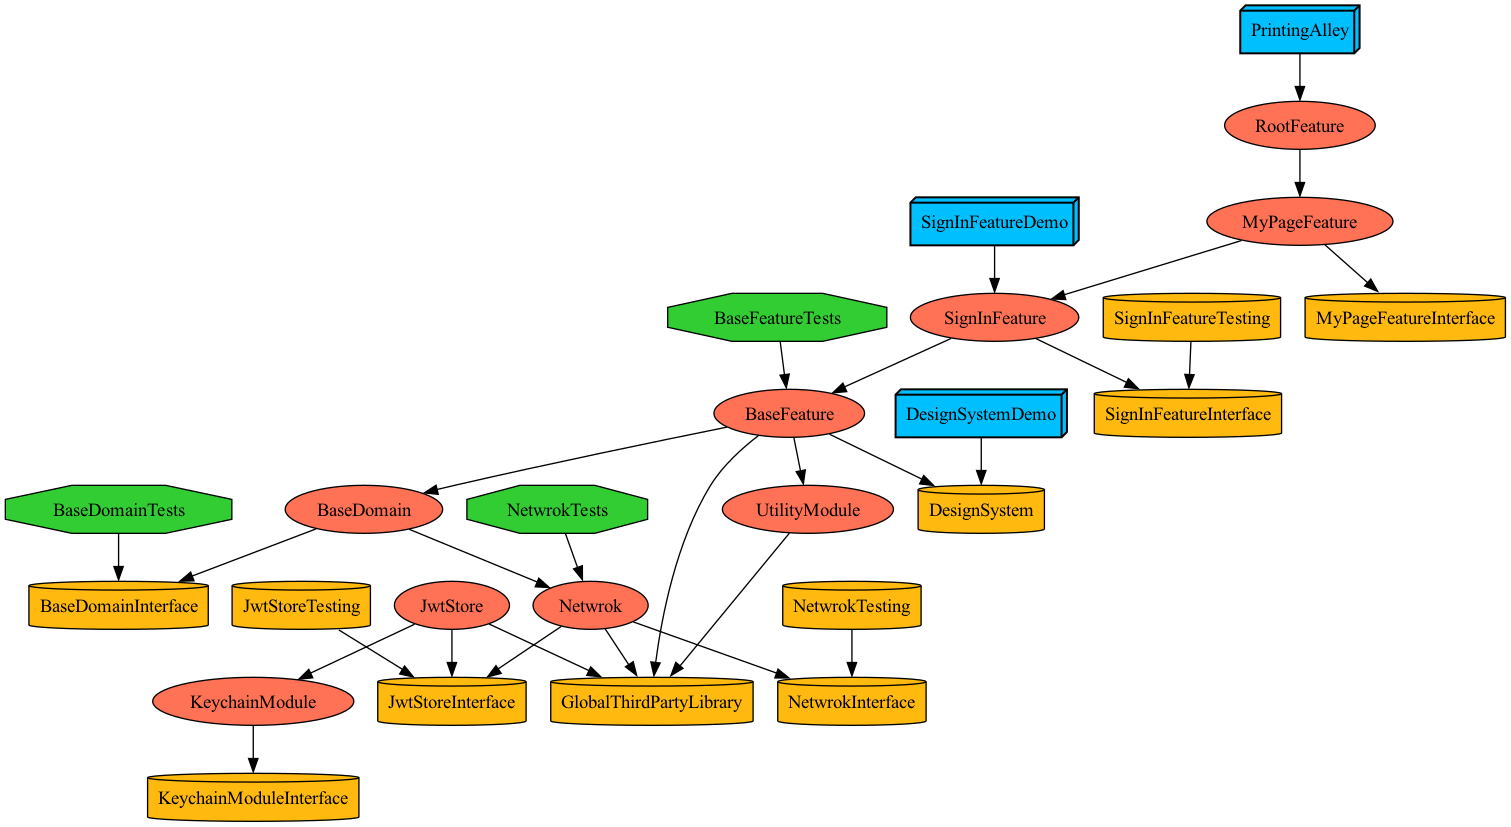 PrintingAlley
RootFeature
SignInFeatureDemo
MyPageFeature
BaseFeatureTests
SignInFeature
SignInFeatureTesting
MyPageFeatureInterface
BaseFeature
DesignSystemDemo
SignInFeatureInterface
BaseDomainTests
BaseDomain
NetwrokTests
UtilityModule
DesignSystem
BaseDomainInterface
JwtStoreTesting
JwtStore
Netwrok
NetwrokTesting
KeychainModule
JwtStoreInterface
GlobalThirdPartyLibrary
NetwrokInterface
KeychainModuleInterface